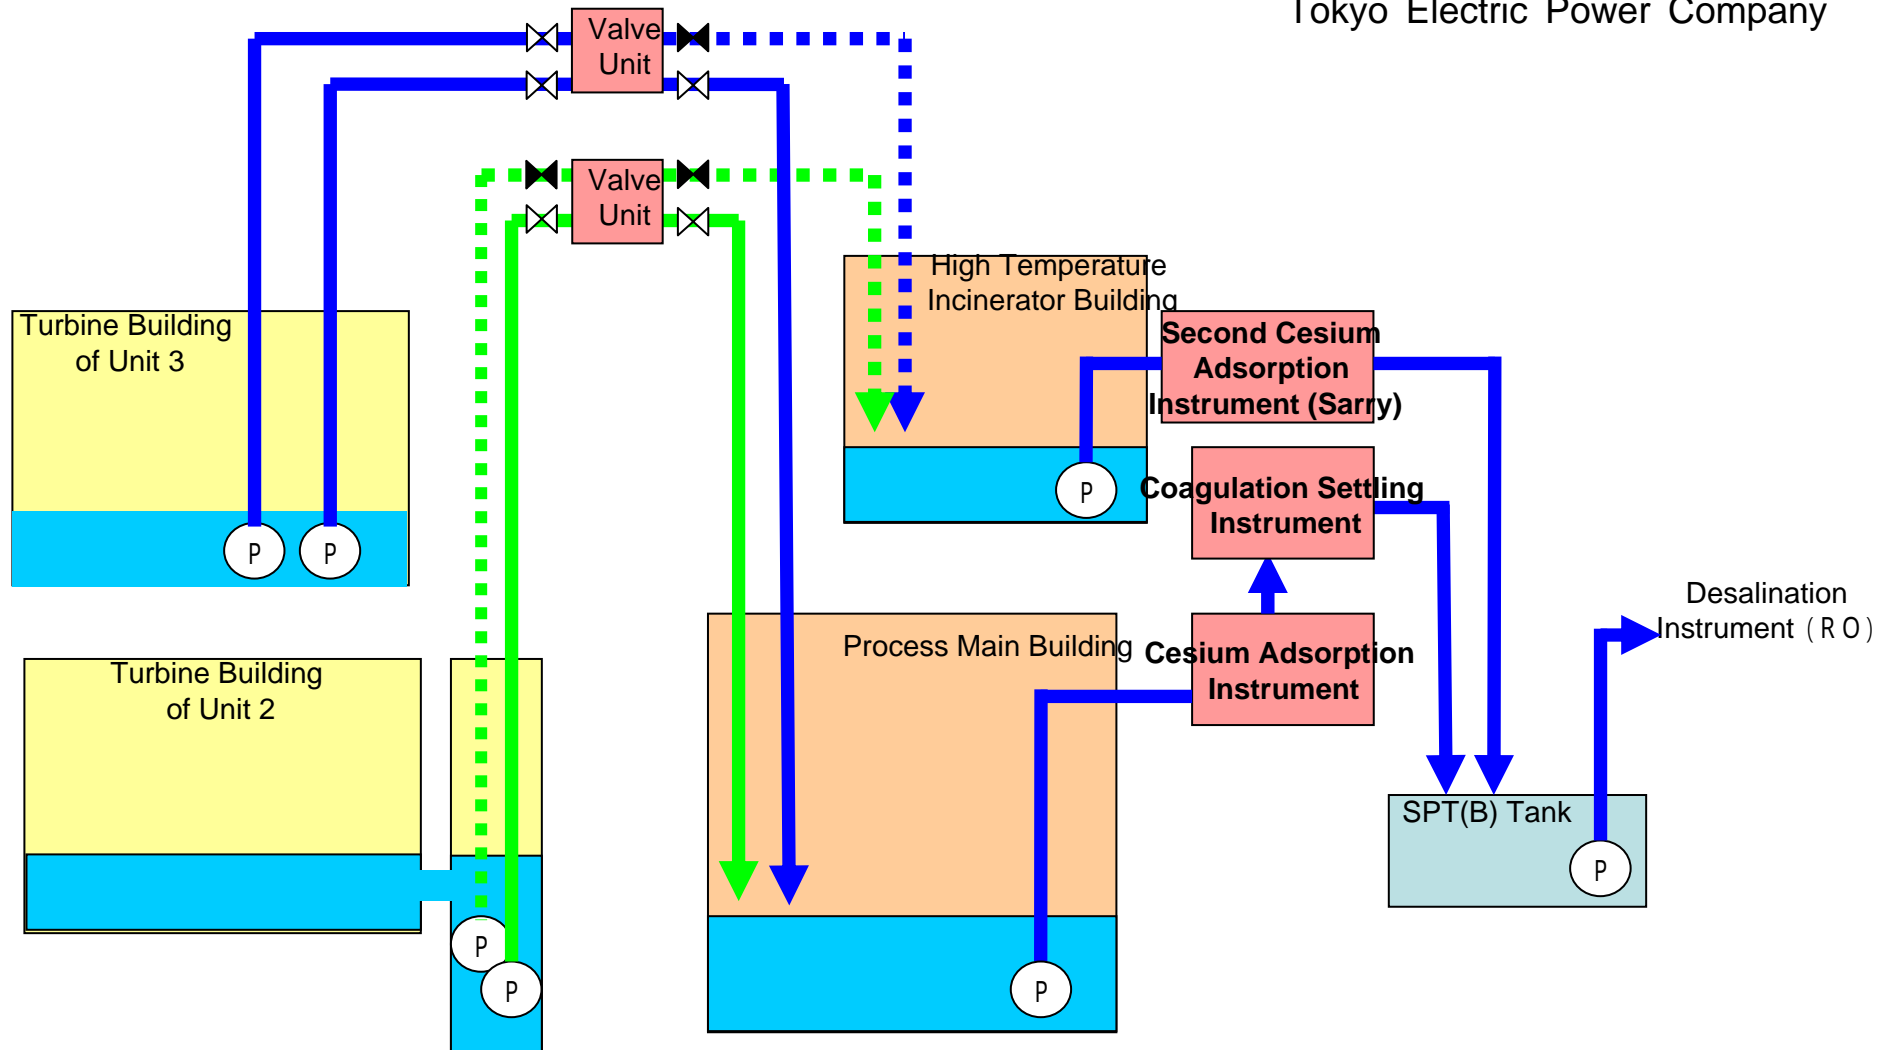 Tokyo Electric Power Company
Valve
Unit
Valve
Unit
High Temperature
Incinerator Building
Turbine Building
of Unit 3
Second Cesium
Adsorption
Instrument (Sarry)
P
Coagulation Settling
Instrument
P
P
Desalination
Instrument (RO)
Process Main Building
Cesium Adsorption
Instrument
Turbine Building
of Unit 2
SPT(B) Tank
P
P
P
P